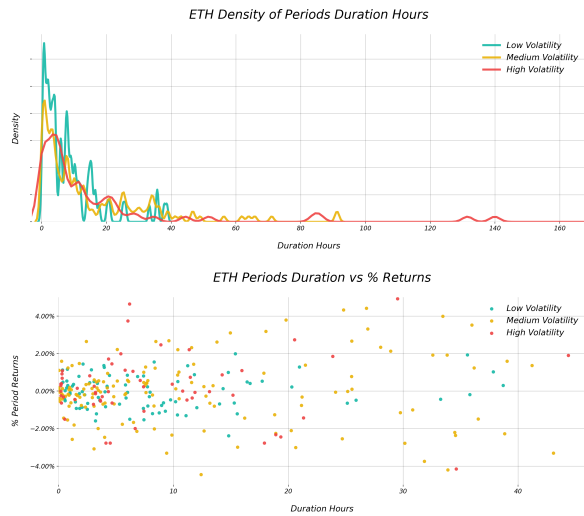 ETH Density of Periods Duration Hours
Low Volatility
Medium Volatility
High Volatility
Density
0 20 40 60 80 100 120 140 160
Duration Hours
ETH Periods Duration vs % Returns
4.00%
2.00%
0.00%
−2.00%
−4.00%
Low Volatility
Medium Volatility
High Volatility
% Period Returns
0 10 20 30 40
Duration Hours